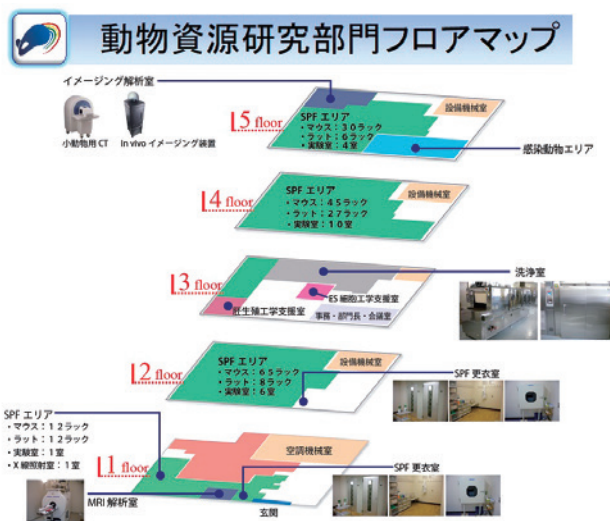 動物資源研究部門フロアマップ
イメージング解析室
小動物用 CT
In vivo イメージング装置
L5 floor
SPF エリア
・マウス:30ラック
・ラット:6ラック
・実験室:4室
設備機械室
感染動物エリア
L4 floor
SPF エリア
・マウス:45ラック
・ラット:27ラック
・実験室:10室
設備機械室
L3 floor
洗浄室
ES 細胞工学支援室
生殖工学支援室
事務・部門長・会議室
L2 floor
SPF エリア
・マウス:65ラック
・ラット:8ラック
・実験室:6室
設備機械室
SPF 更衣室
SPF エリア
・マウス:12ラック
・ラット:12ラック
・実験室:1室
・X線照射室:1室
L1 floor
空調機械室
SPF 更衣室
MRI 解析室
玄関